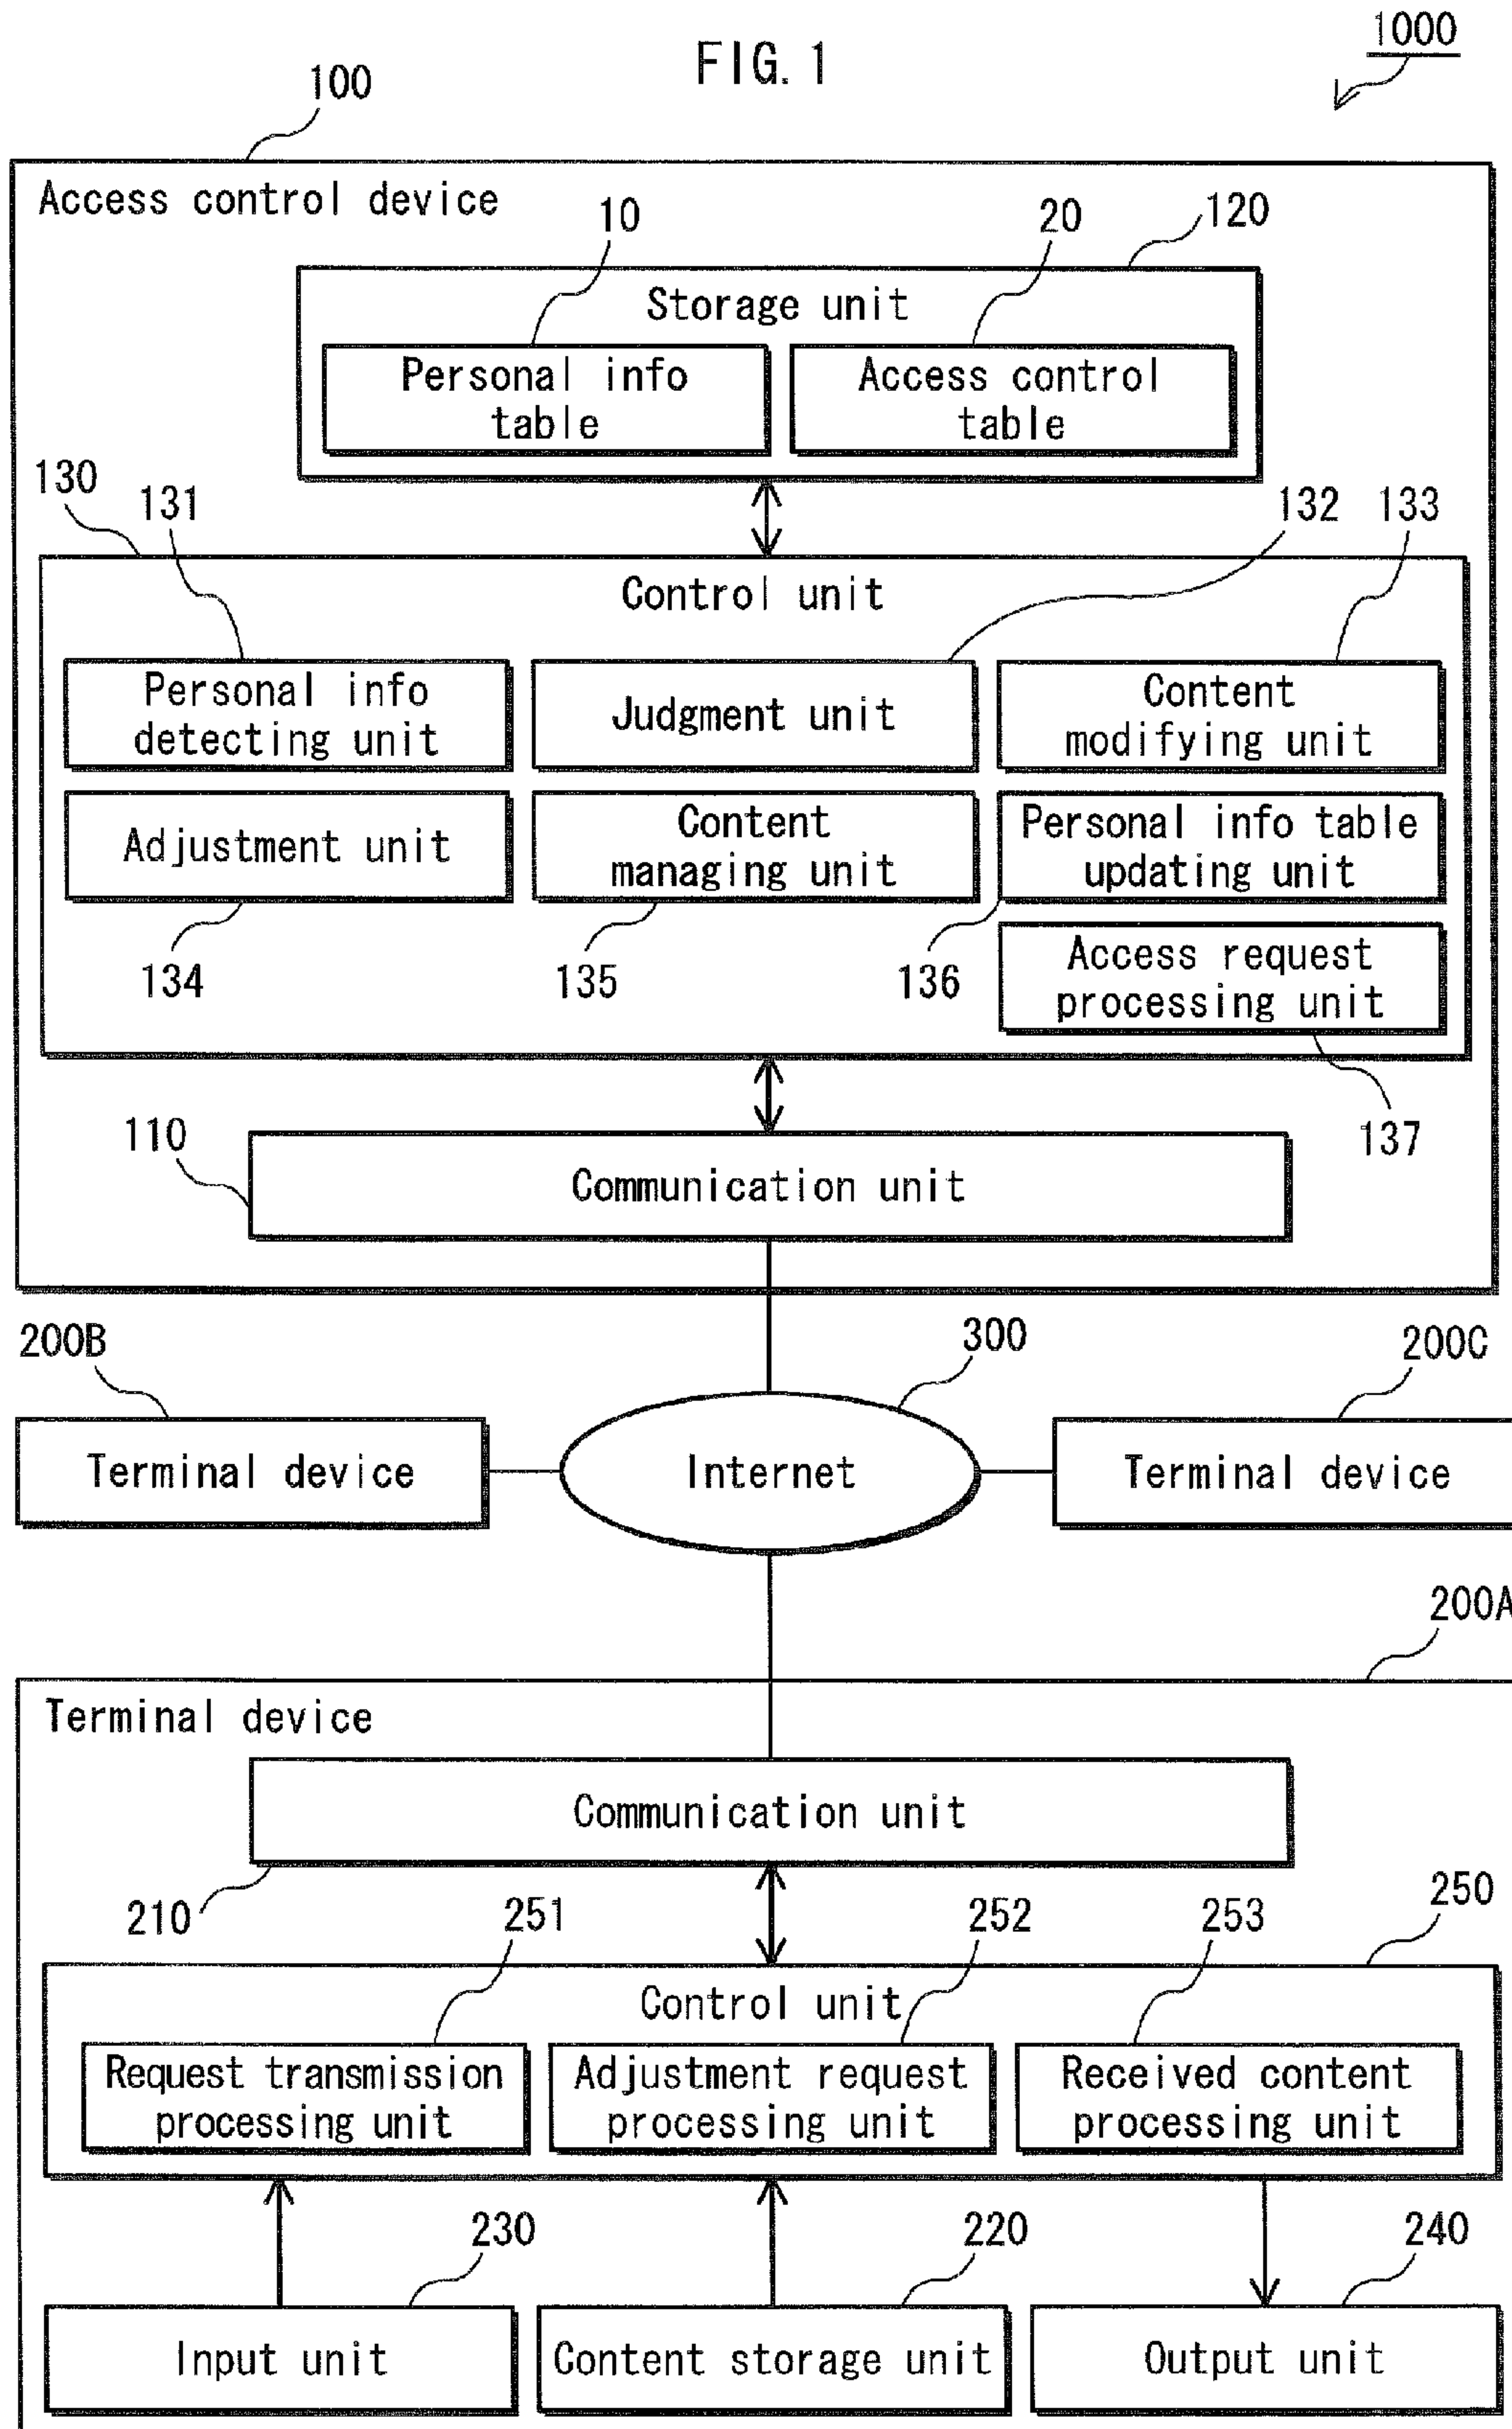 FIG. 1
1000
100
Access control device
10
20
120
Storage unit
Personal info
table
Access control
table
130
131
132
133
Control unit
Personal info
detecting unit
Judgment unit
Content
modifying unit
Adjustment unit
Content
managing unit
Personal info table
updating unit
134
135
136
Access request
processing unit
137
110
Communication unit
200B
300
200C
Terminal device
Internet
Terminal device
200A
Terminal device
Communication unit
210
251
252
253
250
Control unit
Request transmission
processing unit
Adjustment request
processing unit
Received content
processing unit
230
220
240
Input unit
Content storage unit
Output unit